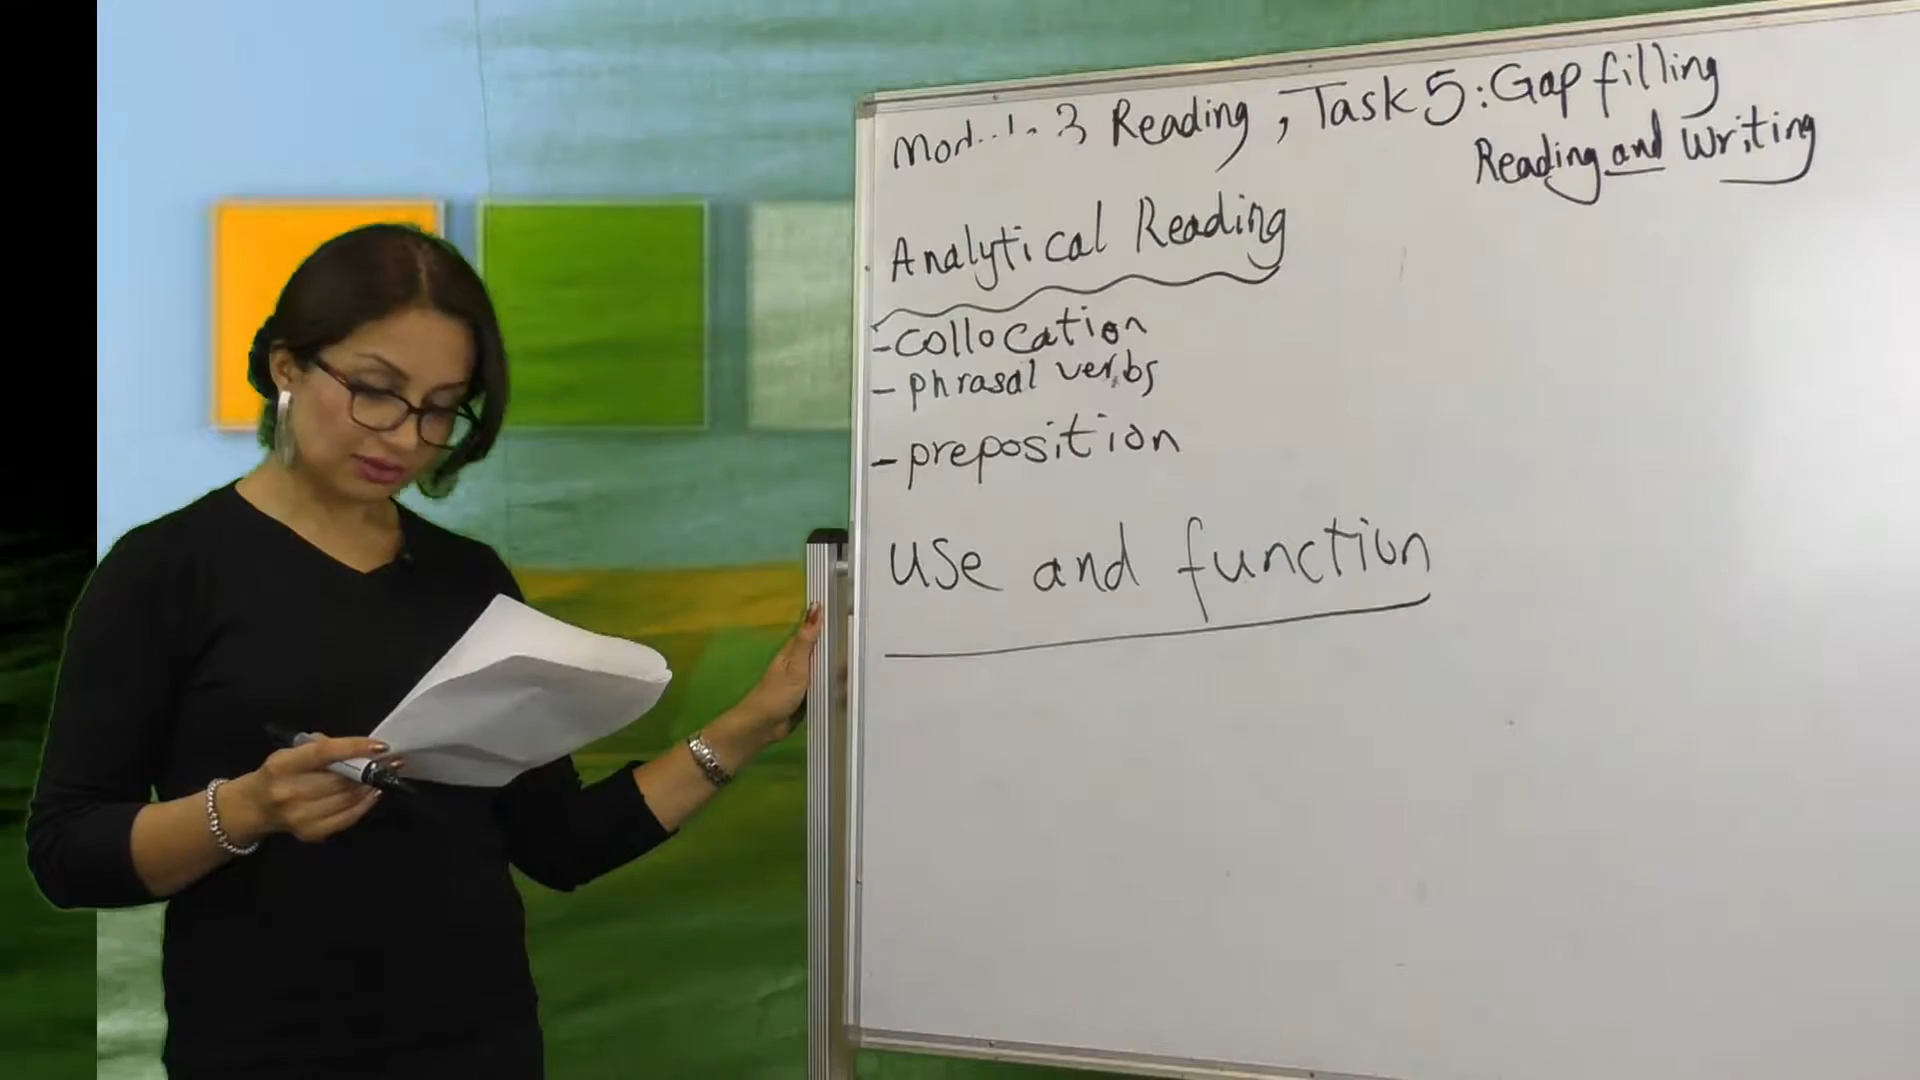 3 Reading, Task 5: Gap filling
Reading and Writing
Analytical Reading
-collocation
- phrasal verbs
- preposition
use and function